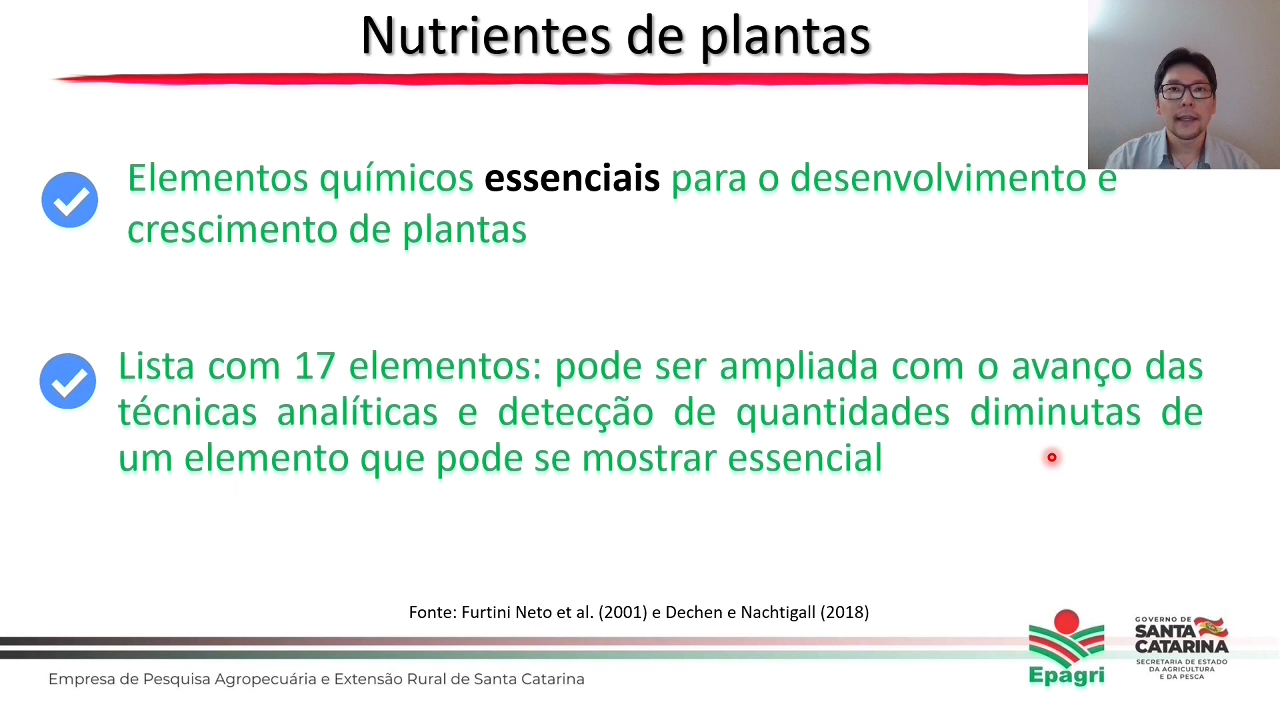 Nutrientes de plantas
Elementos químicos essenciais para o desenvolvimento e
crescimento de plantas
Lista com 17 elementos: pode ser ampliada com o avanço das
técnicas analíticas e detecção de quantidades diminutas de
um elemento que pode se mostrar essencial
Fonte: Furtini Neto et al. (2001) e Dechen e Nachtigall (2018)
Empresa de Pesquisa Agropecuária e Extensão Rural de Santa Catarina
Epagri
GOVERNO DE
SANTA
CATARINA
SECRETARIA DE ESTADO
DA AGRICULTURA
E DA PESCA